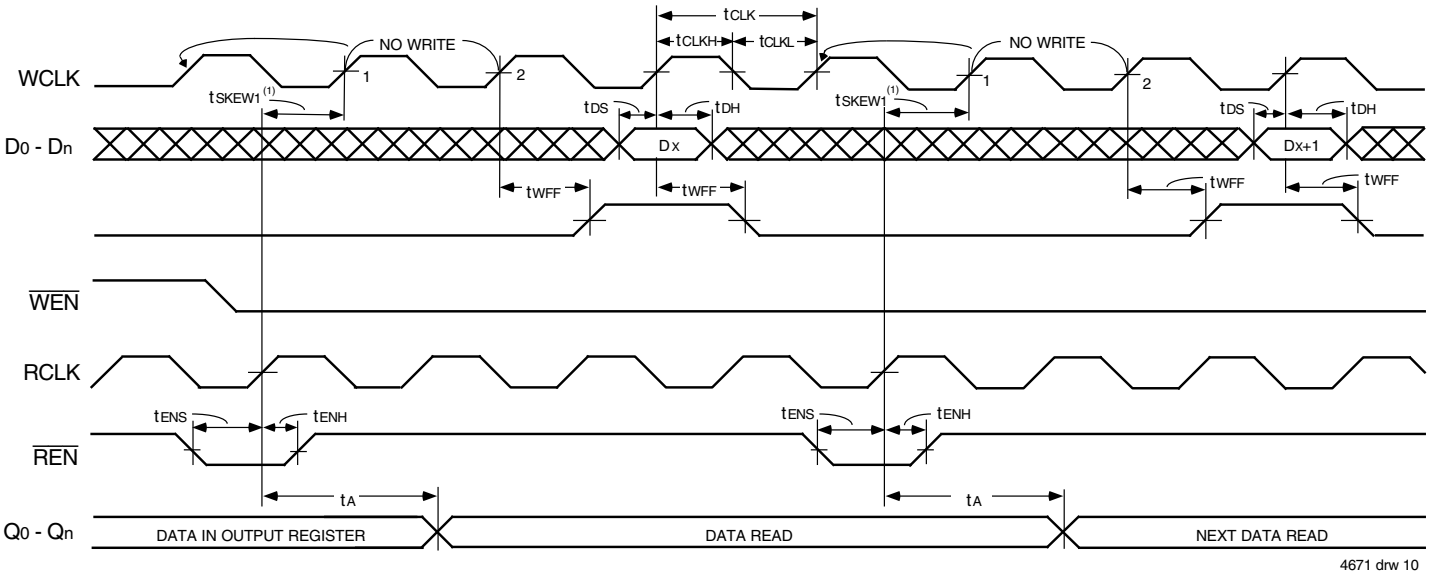 tCLK
NO WRITE
tCLKH
tCLKL
NO WRITE
WCLK
1
2
1
2
tSKEW1(1)
tDS
tDH
tSKEW1(1)
tDS
tDH
D0 - Dn
DX
DX+1
tWFF
tWFF
tWFF
tWFF
WEN
RCLK
tENS
tENH
tENS
tENH
REN
tA
tA
Q0 - Qn
DATA IN OUTPUT REGISTER
DATA READ
NEXT DATA READ
4671 drw 10